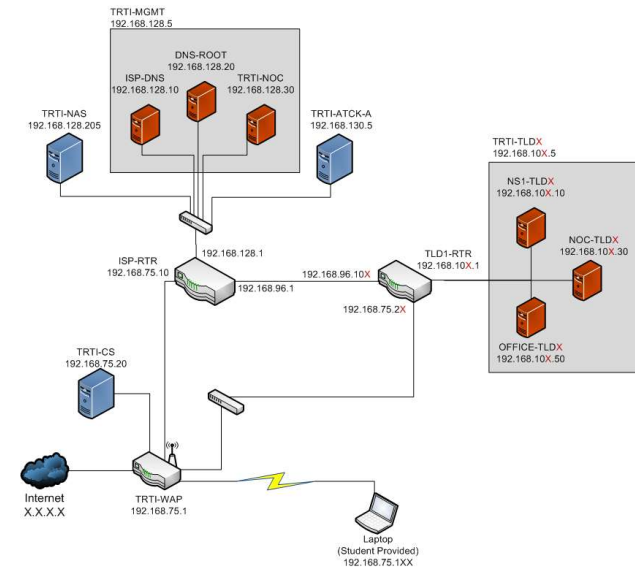 TRTI-MGMT
192.168.128.5
DNS-ROOT
192.168.128.20
ISP-DNS
192.168.128.10
TRTI-NOC
192.168.128.30
TRTI-NAS
192.168.128.205
TRTI-ATCK-A
192.168.130.5
TRTI-TLDX
192.168.10X.5
NS1-TLDX
192.168.10X.10
NOC-TLDX
192.168.10X.30
OFFICE-TLDX
192.168.10X.50
ISP-RTR
192.168.75.10
192.168.128.1
192.168.96.1
192.168.96.10X
TLD1-RTR
192.168.10X.1
192.168.75.2X
TRTI-CS
192.168.75.20
Internet
X.X.X.X
TRTI-WAP
192.168.75.1
Laptop
(Student Provided)
192.168.75.1XX